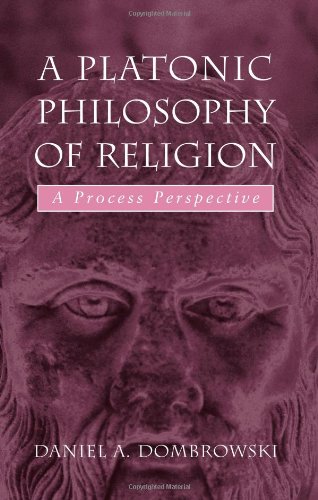 A PLATONIC
PHILOSOPHY
OF RELIGION
A Process Perspective
DANIEL A. DOMBROWSKI